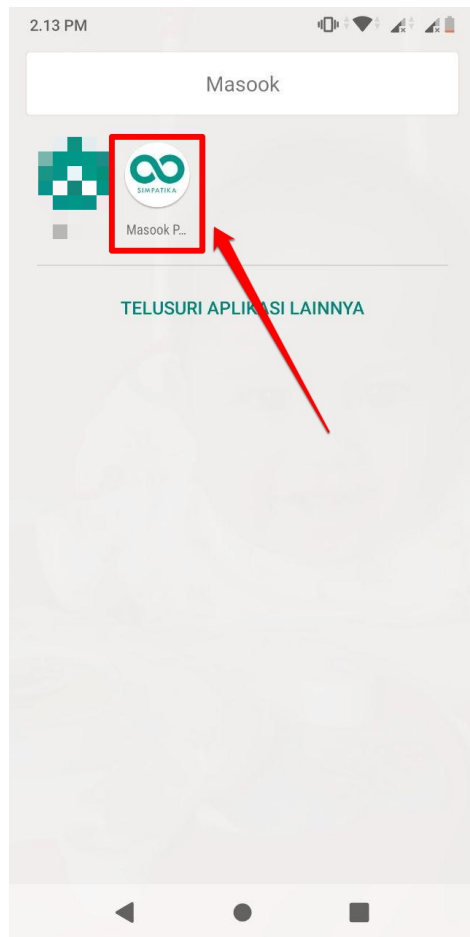 2.13 PM
Masook
SIMPATIKA
Masook P...
TELUSURI APLIKASI LAINNYA